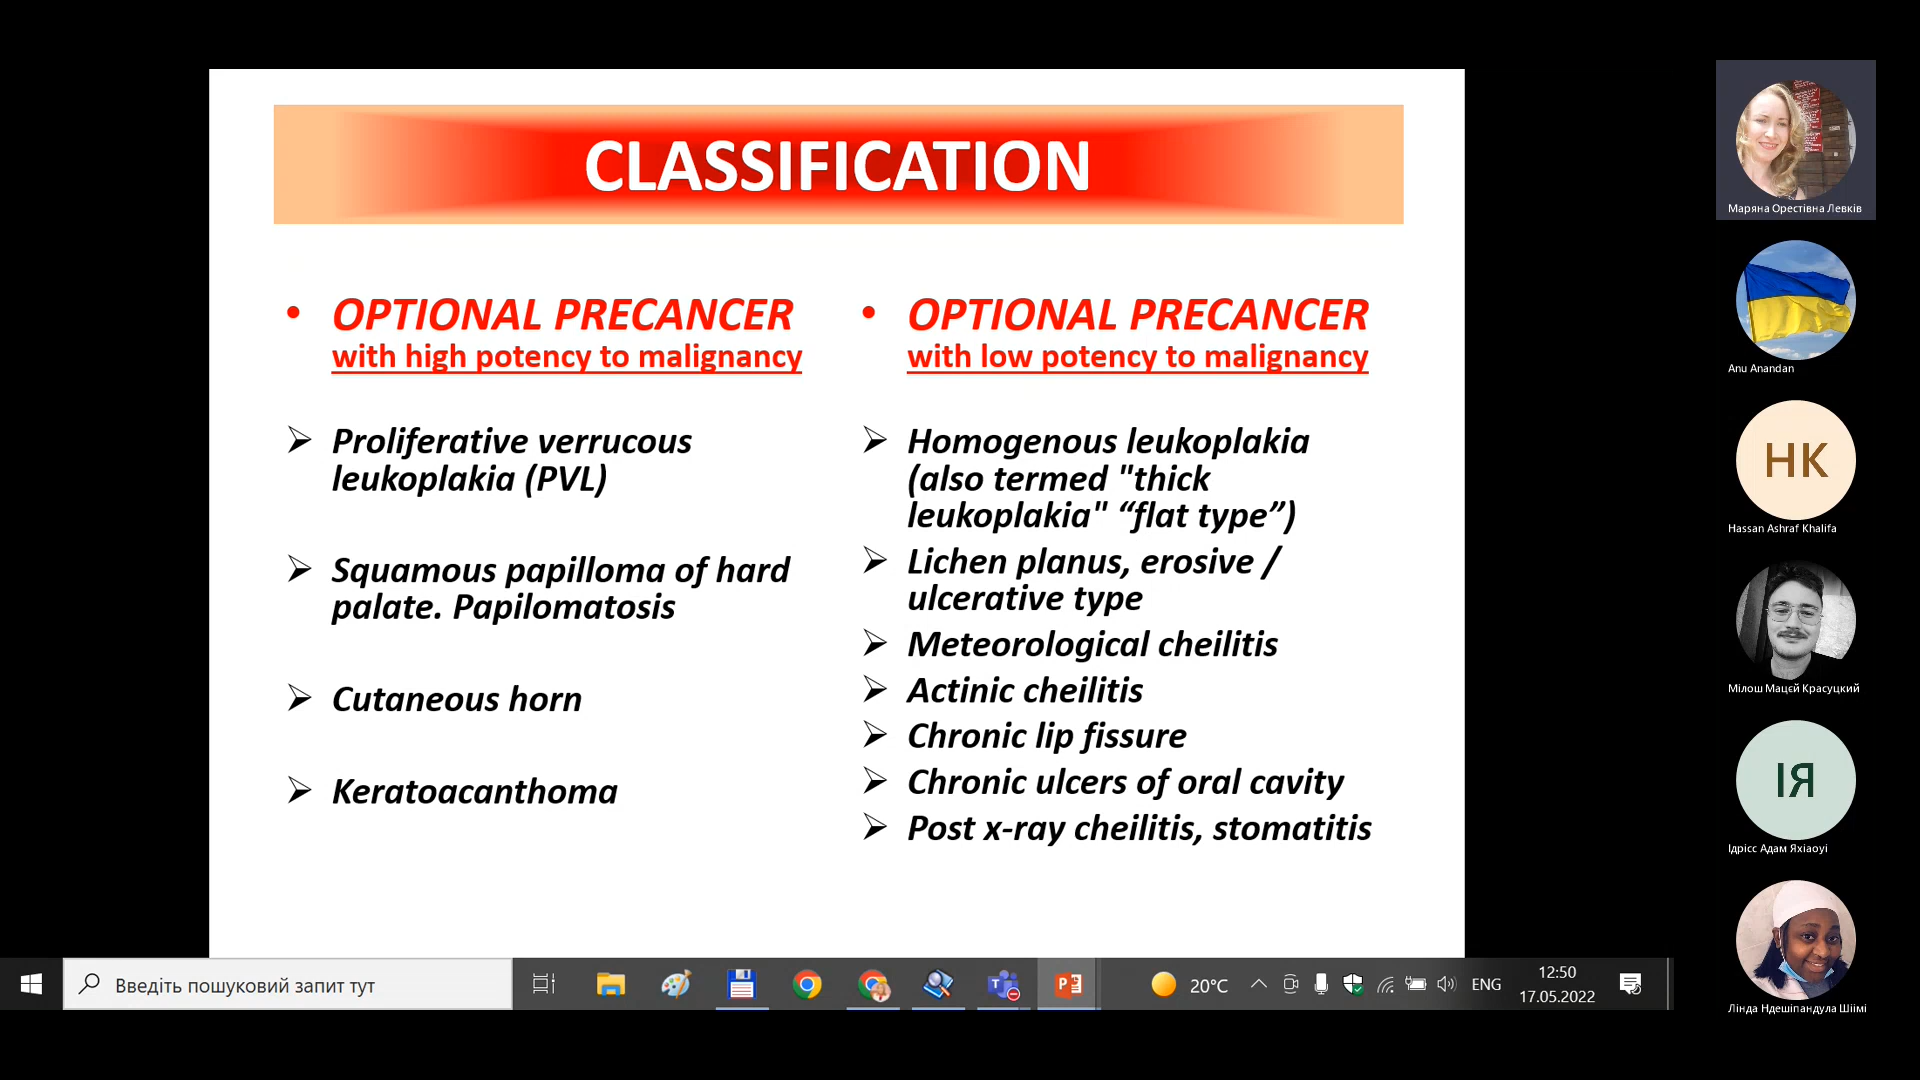 CLASSIFICATION
• OPTIONAL PRECANCER
with high potency to malignancy
➢ Proliferative verrucous
leukoplakia (PVL)
➢ Squamous papilloma of hard
palate. Papilomatosis
➢ Cutaneous horn
➢ Keratoacanthoma
• OPTIONAL PRECANCER
with low potency to malignancy
➢ Homogenous leukoplakia
(also termed "thick
leukoplakia" “flat type”)
➢ Lichen planus, erosive /
ulcerative type
➢ Meteorological cheilitis
➢ Actinic cheilitis
➢ Chronic lip fissure
➢ Chronic ulcers of oral cavity
➢ Post x-ray cheilitis, stomatitis
Маряна Орестівна Левків
Anu Anandan
НК
Hassan Ashraf Khalifa
Мілош Мацєй Красуцкий
ІЯ
Ідрісс Адам Яхіаоуі
Лінда Ндешіпандула Шіімі
Введіть пошуковий запит тут
20°C
ENG
12:50
17.05.2022